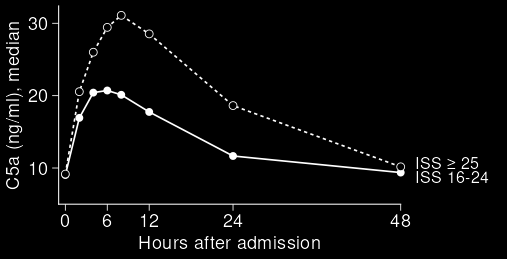 C5a (ng/ml), median
30
20
10
ISS ≥ 25
ISS 16-24
0 6 12 24 48
Hours after admission